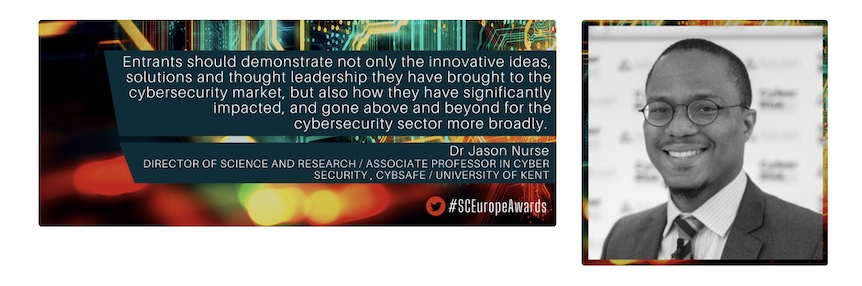 Entrants should demonstrate not only the innovative ideas,
solutions and thought leadership they have brought to the
cybersecurity market, but also how they have significantly
impacted, and gone above and beyond for the
cybersecurity sector more broadly.
Dr Jason Nurse
DIRECTOR OF SCIENCE AND RESEARCH / ASSOCIATE PROFESSOR IN CYBER
SECURITY , CYBSAFE / UNIVERSITY OF KENT
#SCEuropeAwards